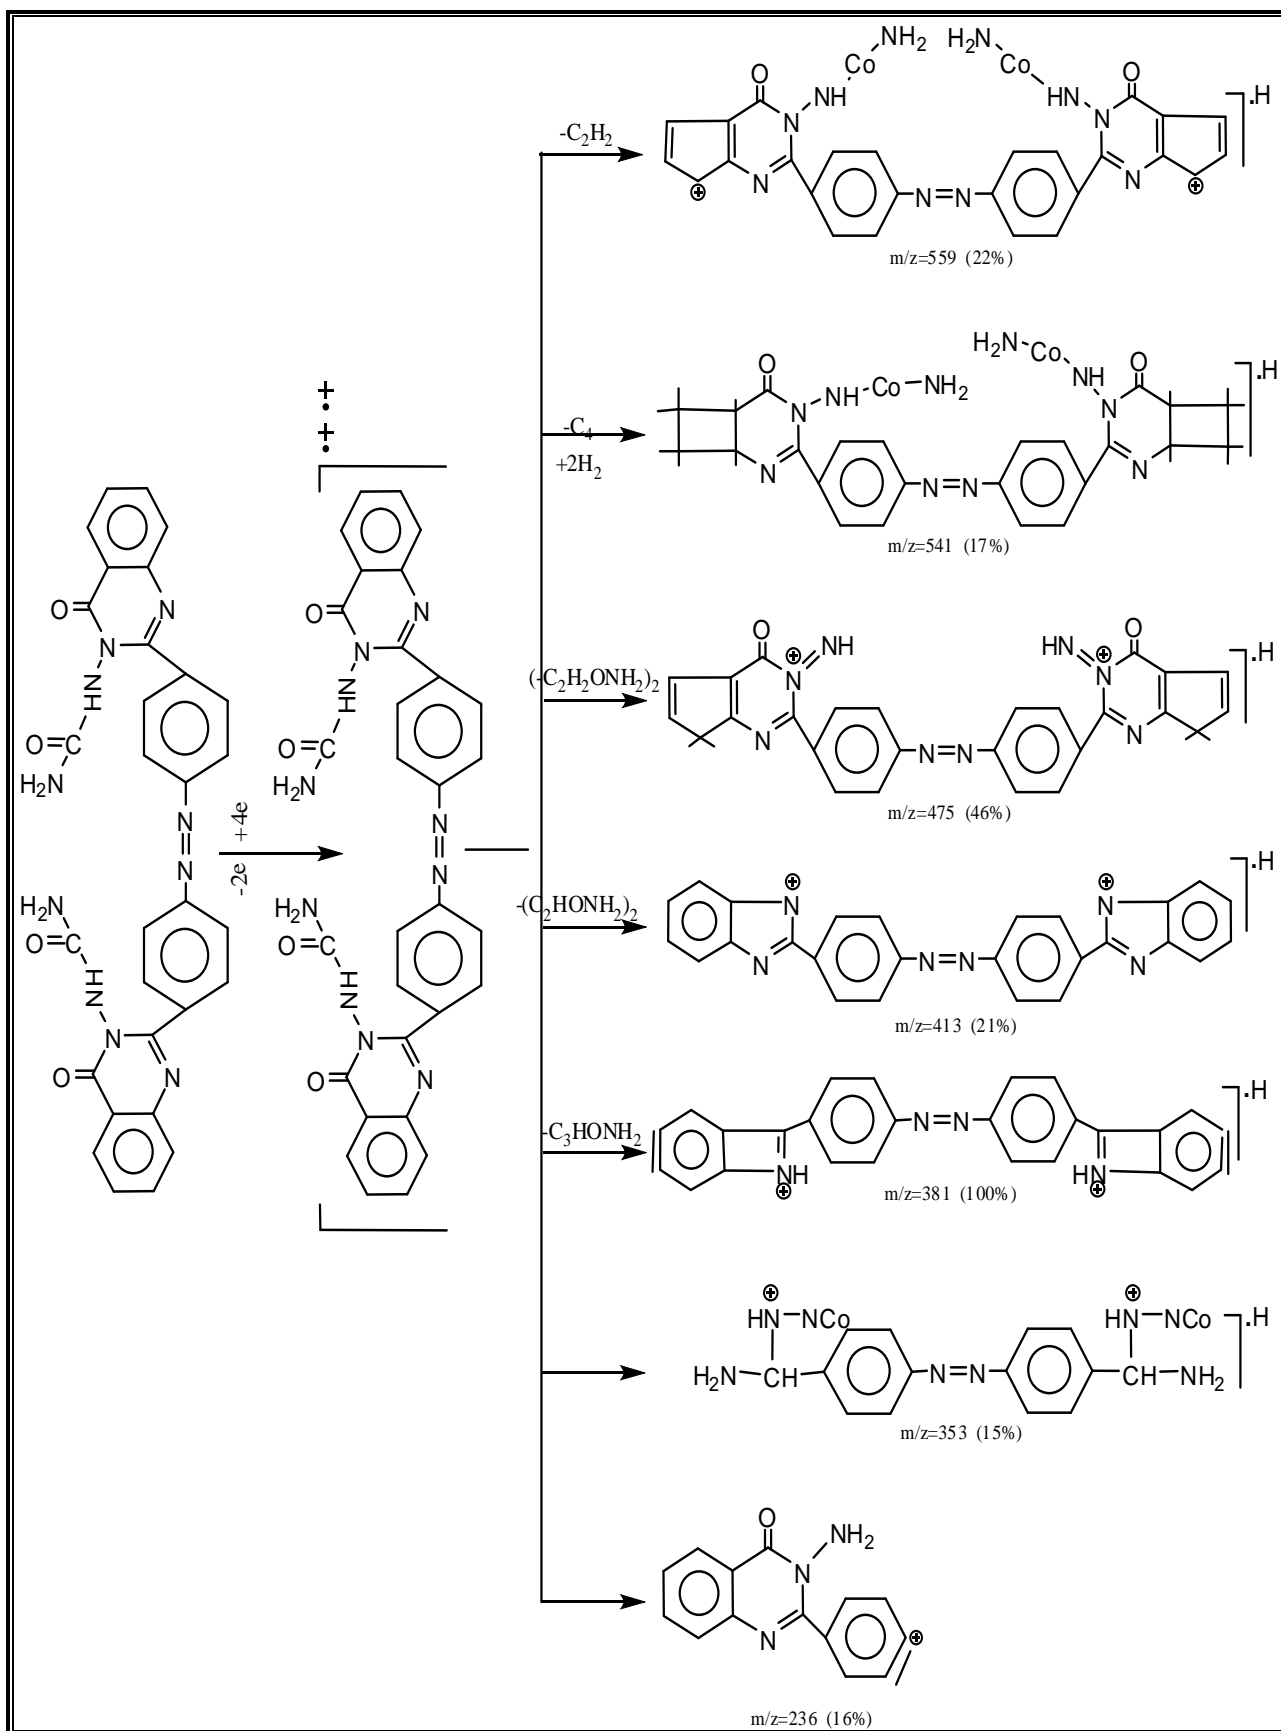 -C2H2
O
NH
Co
NH2
N
N
N=N
H2N
Co
HN
N
N
O
.H
m/z=559 (22%)
-C4
+2H2
O
N
NH
Co
NH2
N
N=N
H2N
Co
NH
N
N
O
.H
m/z=541 (17%)
(-C2H2ONH2)2
O
N
NH
N
N=N
HN
N
N
O
.H
m/z=475 (46%)
-(C2HONH2)2
N
N
N=N
N
N
.H
m/z=413 (21%)
-C3HONH2
NH
N=N
HN
.H
m/z=381 (100%)
HN
NCo
H2N
CH
N=N
HN
NCo
CH
NH2
.H
m/z=353 (15%)
O
N
NH2
N
m/z=236 (16%)
O
N
N
HN
O
C
H2N
N
N
H2N
O
C
HN
N
N
O
-2e +4e
O
N
N
HN
O
C
H2N
N
N
H2N
O
C
HN
N
N
O